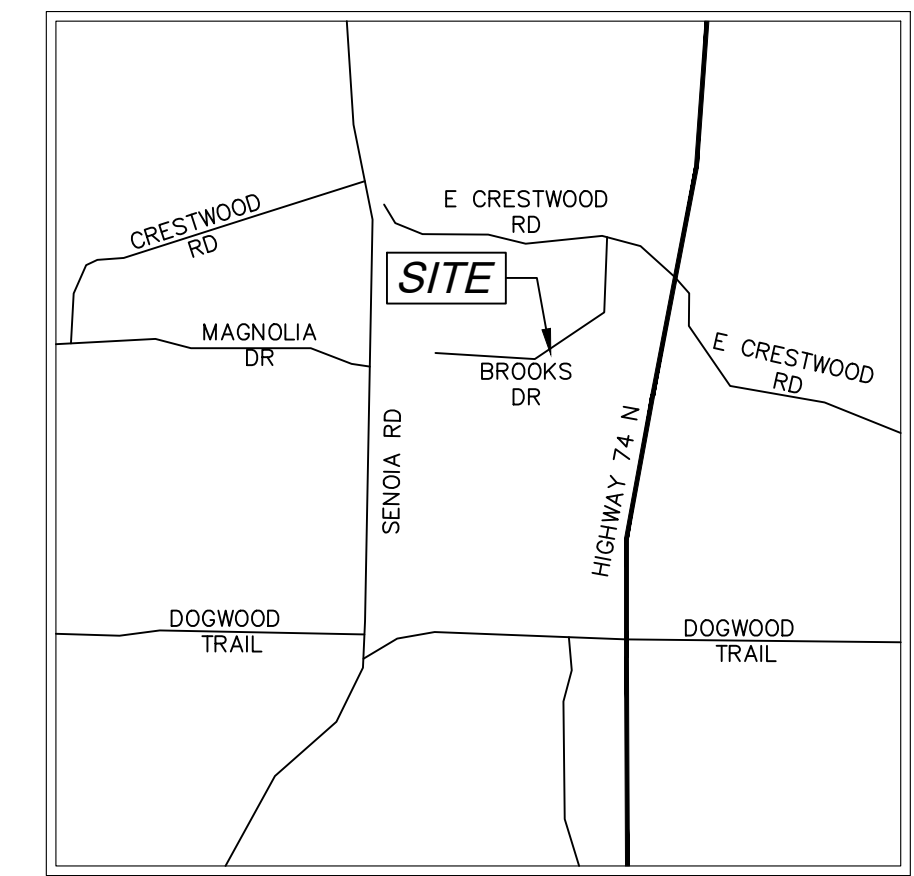 CRESTWOOD
RD
E CRESTWOOD
RD
SITE
MAGNOLIA
DR
BROOKS
DR
E CRESTWOOD
RD
SENOIA RD
HIGHWAY 74 N
DOGWOOD
TRAIL
DOGWOOD
TRAIL